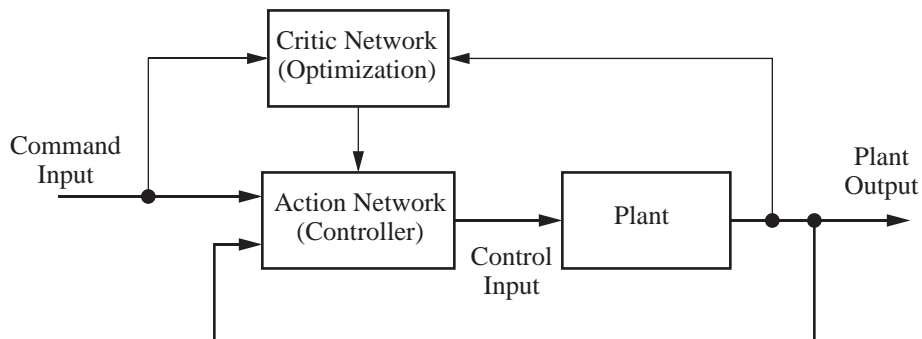 Critic Network
(Optimization)
Command
Input
Action Network
(Controller)
Control
Input
Plant
Plant
Output